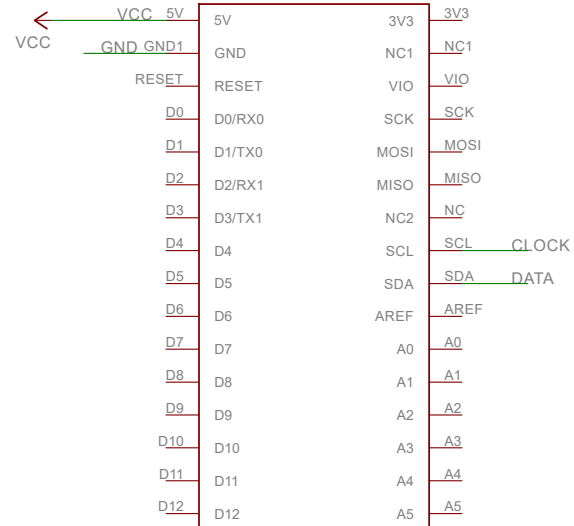 VCC 5V 5V 3V3 3V3
VCC GND GND1 GND NC1 NC1
RESET RESET VIO VIO
D0 D0/RX0 SCK SCK
D1 D1/TX0 MOSI MOSI
D2 D2/RX1 MISO MISO
D3 D3/TX1 NC2 NC
D4 D4 SCL SCL CLOCK
D5 D5 SDA SDA DATA
D6 D6 AREF AREF
D7 D7 A0 A0
D8 D8 A1 A1
D9 D9 A2 A2
D10 D10 A3 A3
D11 D11 A4 A4
D12 D12 A5 A5